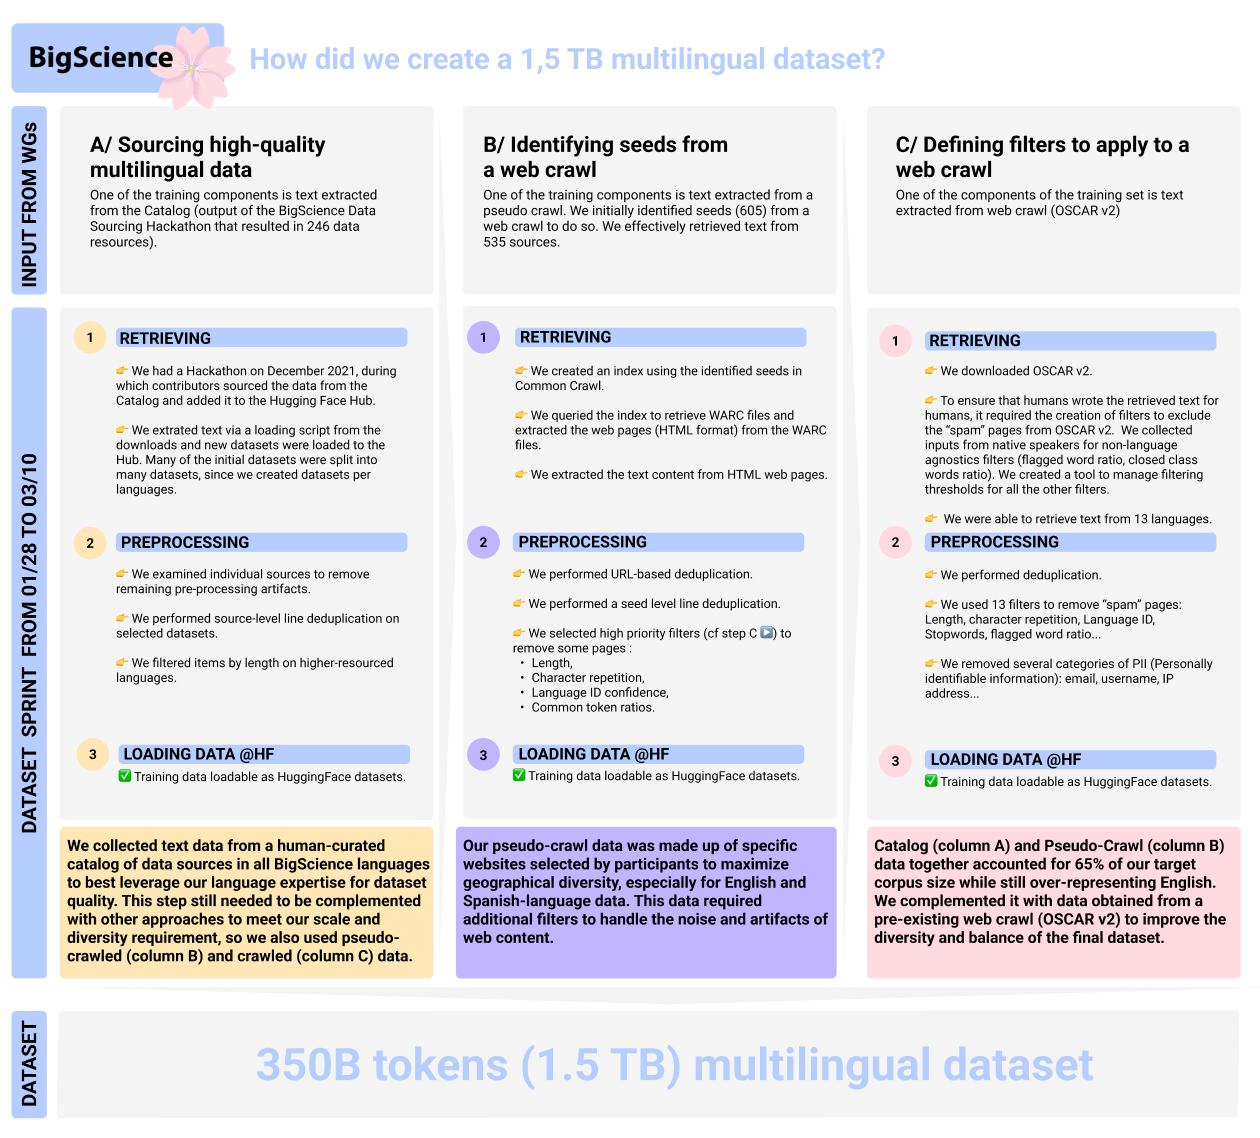 BigScience
How did we create a 1,5 TB multilingual dataset?
INPUT FROM WGs
A/ Sourcing high-quality
multilingual data
One of the training components is text extracted
from the Catalog (output of the BigScience Data
Sourcing Hackathon that resulted in 246 data
resources).
B/ Identifying seeds from
a web crawl
One of the training components is text extracted from a
pseudo crawl. We initially identified seeds (605) from a
web crawl to do so. We effectively retrieved text from
535 sources.
C/ Defining filters to apply to a
web crawl
One of the components of the training set is text
extracted from web crawl (OSCAR v2)
DATASET SPRINT FROM 01/28 TO 03/10
1
RETRIEVING
👉 We had a Hackathon on December 2021, during
which contributors sourced the data from the
Catalog and added it to the Hugging Face Hub.
👉 We extrated text via a loading script from the
downloads and new datasets were loaded to the
Hub. Many of the initial datasets were split into
many datasets, since we created datasets per
languages.
2
PREPROCESSING
👉 We examined individual sources to remove
remaining pre-processing artifacts.
👉 We performed source-level line deduplication on
selected datasets.
👉 We filtered items by length on higher-resourced
languages.
3
LOADING DATA @HF
✅ Training data loadable as HuggingFace datasets.
We collected text data from a human-curated
catalog of data sources in all BigScience languages
to best leverage our language expertise for dataset
quality. This step still needed to be complemented
with other approaches to meet our scale and
diversity requirement, so we also used pseudo-
crawled (column B) and crawled (column C) data.
1
RETRIEVING
👉 We created an index using the identified seeds in
Common Crawl.
👉 We queried the index to retrieve WARC files and
extracted the web pages (HTML format) from the WARC
files.
👉 We extracted the text content from HTML web pages.
2
PREPROCESSING
👉 We performed URL-based deduplication.
👉 We performed a seed level line deduplication.
👉 We selected high priority filters (cf step C ▶️) to
remove some pages :
• Length,
• Character repetition,
• Language ID confidence,
• Common token ratios.
3
LOADING DATA @HF
✅ Training data loadable as HuggingFace datasets.
Our pseudo-crawl data was made up of specific
websites selected by participants to maximize
geographical diversity, especially for English and
Spanish-language data. This data required
additional filters to handle the noise and artifacts of
web content.
1
RETRIEVING
👉 We downloaded OSCAR v2.
👉 To ensure that humans wrote the retrieved text for
humans, it required the creation of filters to exclude
the “spam” pages from OSCAR v2. We collected
inputs from native speakers for non-language
agnostics filters (flagged word ratio, closed class
words ratio). We created a tool to manage filtering
thresholds for all the other filters.
👉 We were able to retrieve text from 13 languages.
2
PREPROCESSING
👉 We performed deduplication.
👉 We used 13 filters to remove “spam” pages:
Length, character repetition, Language ID,
Stopwords, flagged word ratio...
👉 We removed several categories of PII (Personally
identifiable information): email, username, IP
address...
3
LOADING DATA @HF
✅ Training data loadable as HuggingFace datasets.
Catalog (column A) and Pseudo-Crawl (column B)
data together accounted for 65% of our target
corpus size while still over-representing English.
We complemented it with data obtained from a
pre-existing web crawl (OSCAR v2) to improve the
diversity and balance of the final dataset.
DATASET
350B tokens (1.5 TB) multilingual dataset